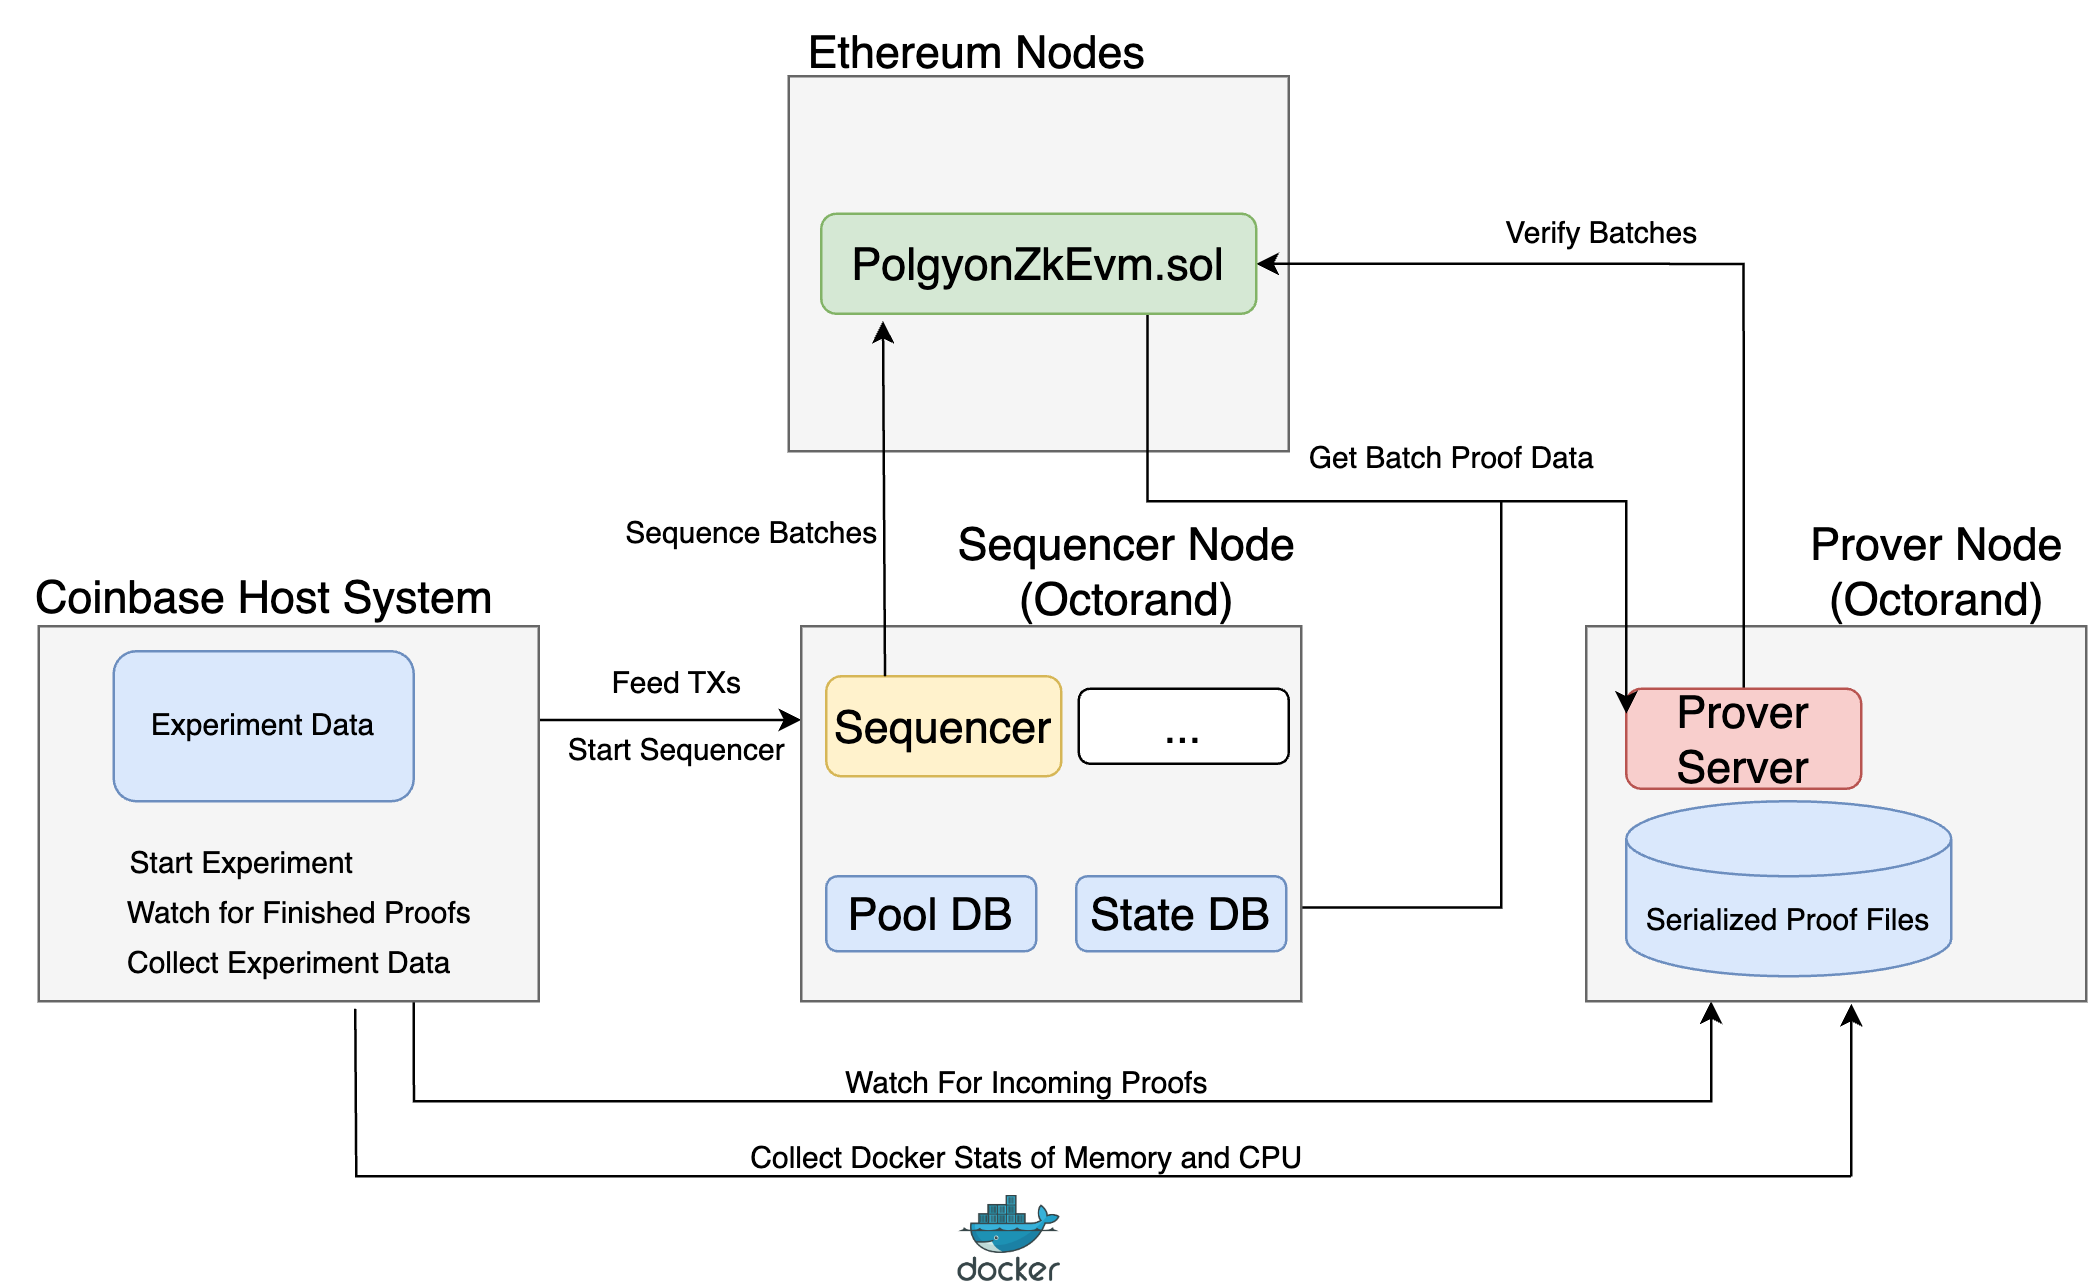 Ethereum Nodes
PolgyonZkEvm.sol
Verify Batches
Get Batch Proof Data
Sequence Batches
Sequencer Node
(Octorand)
Prover Node
(Octorand)
Coinbase Host System
Experiment Data
Feed TXs
Start Sequencer
Sequencer
...
Prover
Server
Start Experiment
Watch for Finished Proofs
Collect Experiment Data
Pool DB
State DB
Serialized Proof Files
Watch For Incoming Proofs
Collect Docker Stats of Memory and CPU
docker